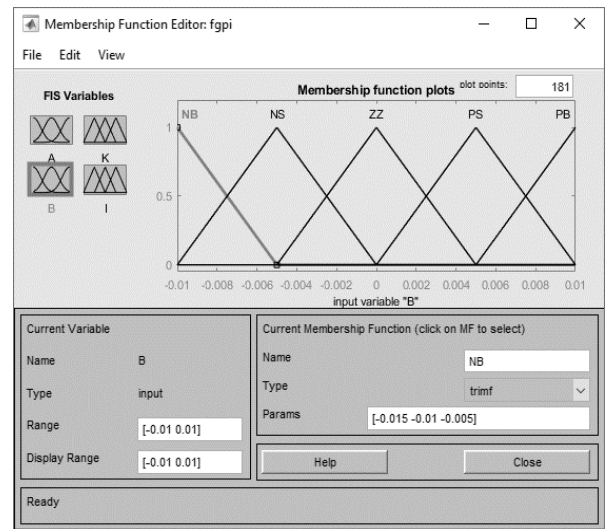 Membership Function Editor: fgpi
File Edit View
FIS Variables
A K
B I
Membership function plots plot points: 181
NB NS ZZ PS PB
1
0.5
0
-0.01 -0.008 -0.006 -0.004 -0.002 0 0.002 0.004 0.006 0.008 0.01
input variable "B"
Current Variable
Name B
Type input
Range [-0.01 0.01]
Display Range [-0.01 0.01]
Current Membership Function (click on MF to select)
Name NB
Type trimf
Params [-0.015 -0.01 -0.005]
Help Close
Ready